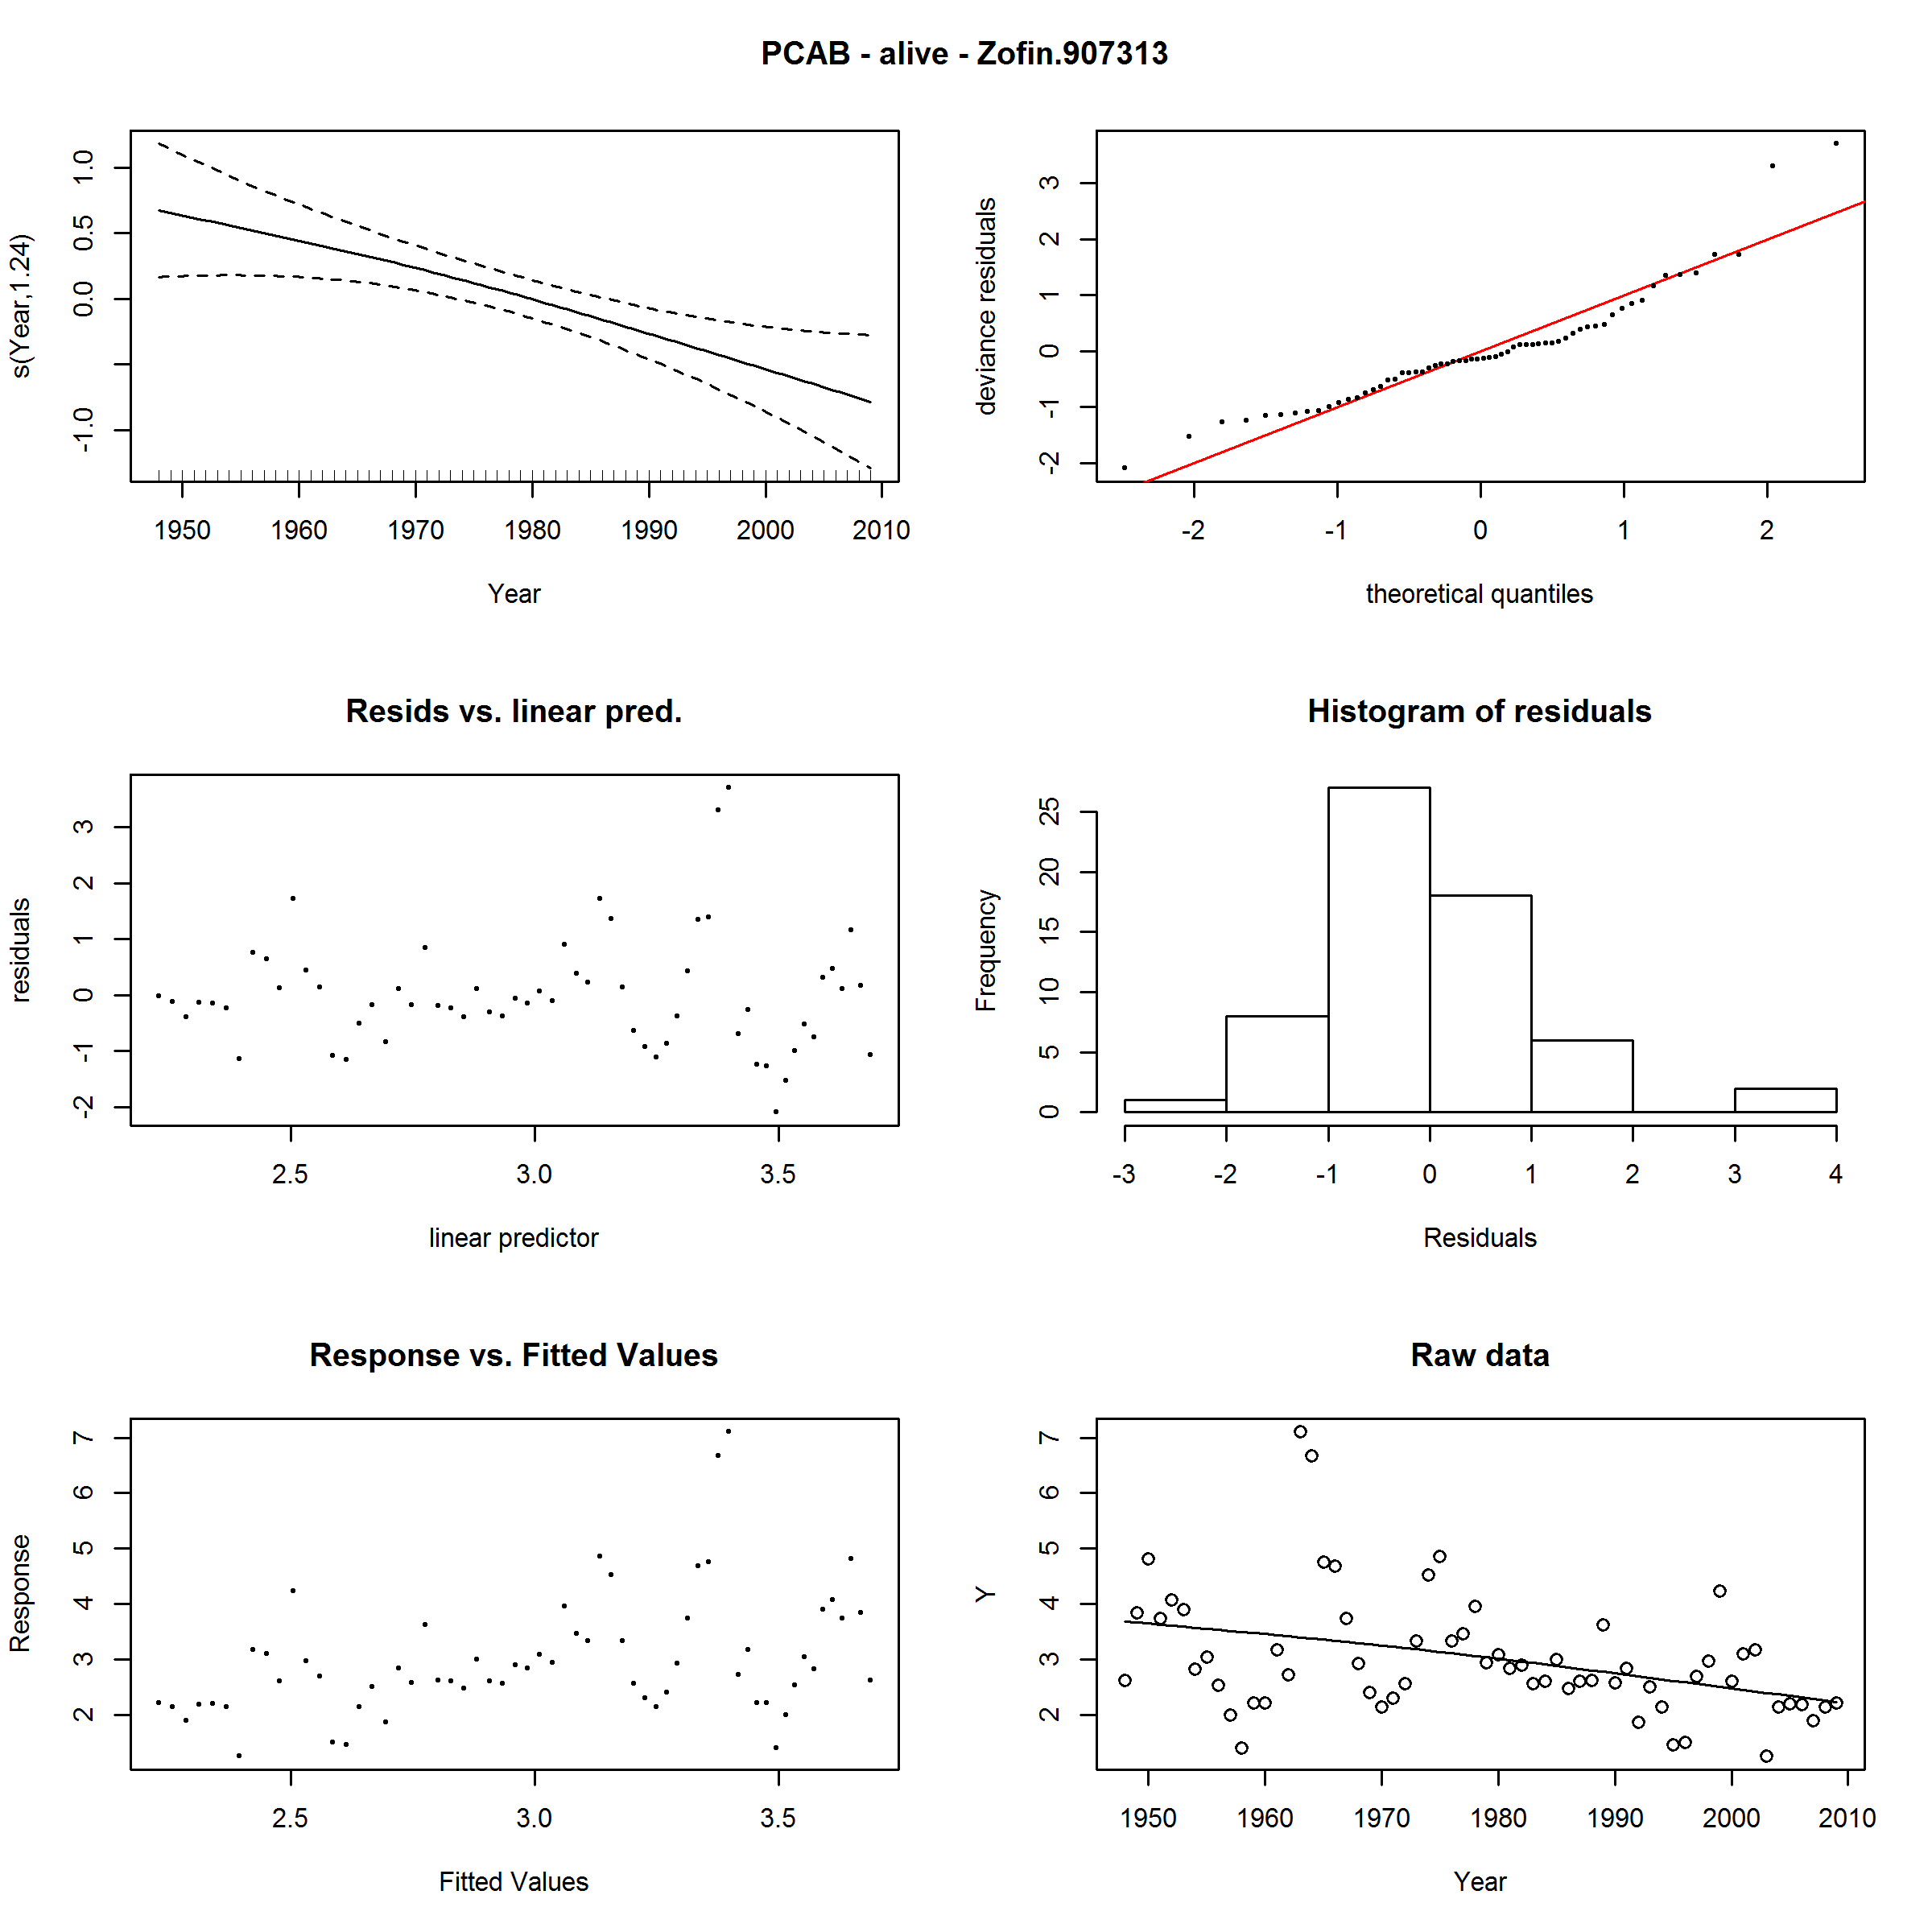 PCAB - alive - Zofin.907313
s(Year,1.24)
1.0
0.5
0.0
-1.0
1950 1960 1970 1980 1990 2000 2010
Year
deviance residuals
3
2
1
0
-1
-2
-2 -1 0 1 2
theoretical quantiles
Resids vs. linear pred.
residuals
3
2
1
0
-1
-2
2.5 3.0 3.5
linear predictor
Histogram of residuals
Frequency
25
20
15
10
5
0
-3 -2 -1 0 1 2 3 4
Residuals
Response vs. Fitted Values
Response
7
6
5
4
3
2
2.5 3.0 3.5
Fitted Values
Raw data
Y
7
6
5
4
3
2
1950 1960 1970 1980 1990 2000 2010
Year